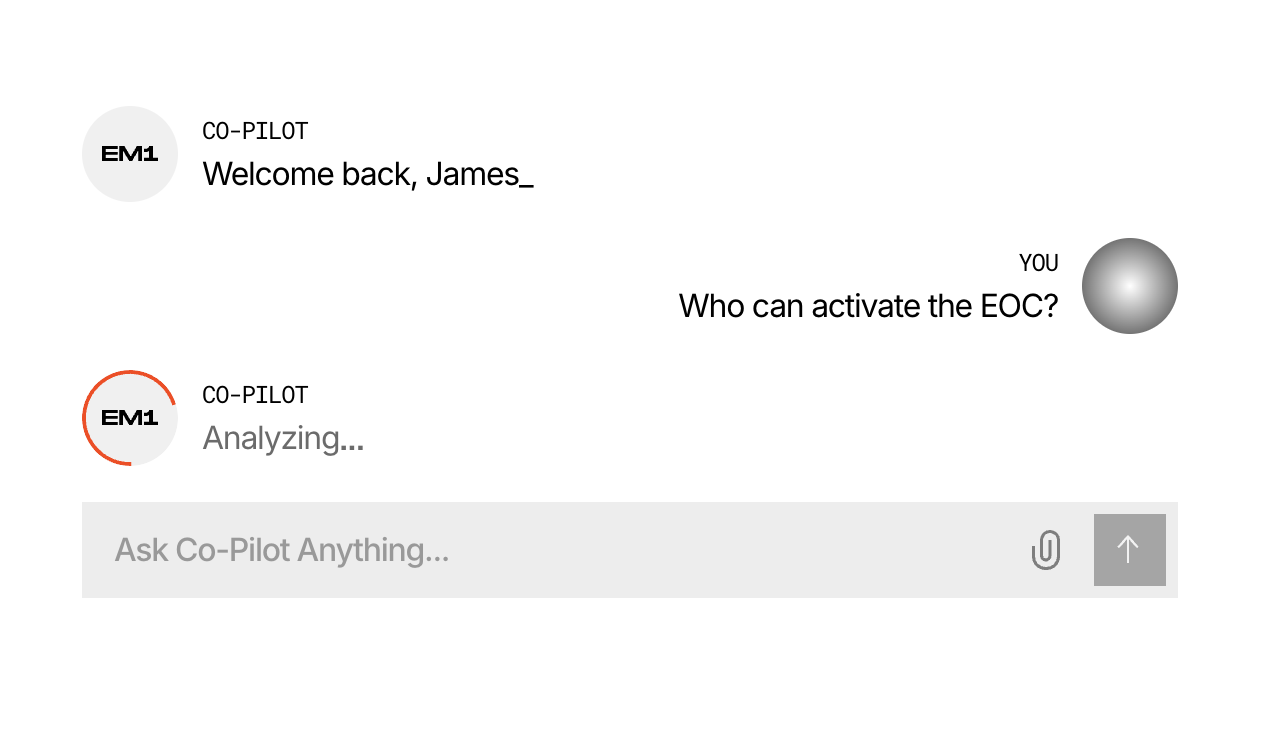 EM1
CO-PILOT
Welcome back, James_
YOU
Who can activate the EOC?
EM1
CO-PILOT
Analyzing...
Ask Co-Pilot Anything...